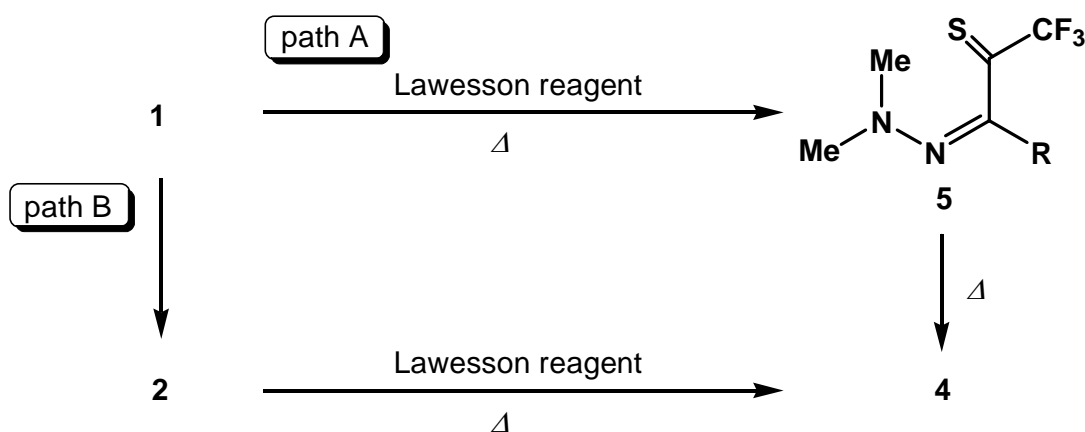 path A
Lawesson reagent
Δ
1
S
CF3
Me
N
Me
N
R
5
path B
Δ
Lawesson reagent
Δ
2
4